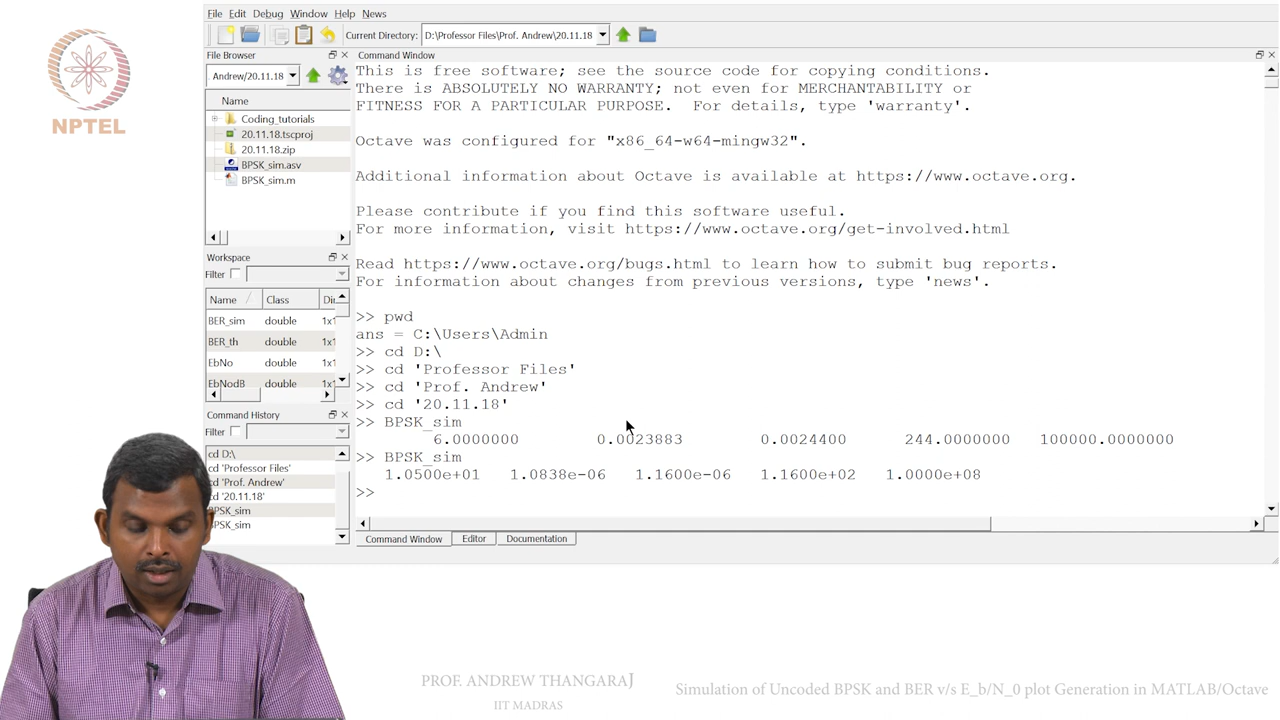 NPTEL
File Edit Debug Window Help News
Current Directory: D:\Professor Files\Prof. Andrew\20.11.18
File Browser
Andrew/20.11.18
Name
Coding_tutorials
20.11.18.tscproj
20.11.18.zip
BPSK_sim.asv
BPSK_sim.m
Workspace
Filter
Name Class Dir
BER_sim double 1x1
BER_th double 1x1
EbNo double 1x1
EbNodB double 1x1
Command History
Filter
cd D:\
cd 'Professor Files'
cd 'Prof. Andrew'
cd '20.11.18'
BPSK_sim
BPSK_sim
Command Window
This is free software; see the source code for copying conditions.
There is ABSOLUTELY NO WARRANTY; not even for MERCHANTABILITY or
FITNESS FOR A PARTICULAR PURPOSE. For details, type 'warranty'.
Octave was configured for "x86_64-w64-mingw32".
Additional information about Octave is available at https://www.octave.org.
Please contribute if you find this software useful.
For more information, visit https://www.octave.org/get-involved.html
Read https://www.octave.org/bugs.html to learn how to submit bug reports.
For information about changes from previous versions, type 'news'.
>> pwd
ans = C:\Users\Admin
>> cd D:\
>> cd 'Professor Files'
>> cd 'Prof. Andrew'
>> cd '20.11.18'
>> BPSK_sim
6.0000000 0.0023883 0.0024400 244.0000000 100000.0000000
>> BPSK_sim
1.0500e+01 1.0838e-06 1.1600e-06 1.1600e+02 1.0000e+08
>>
Command Window Editor Documentation
PROF. ANDREW THANGARAJ
IIT MADRAS
Simulation of Uncoded BPSK and BER v/s E_b/N_0 plot Generation in MATLAB/Octave